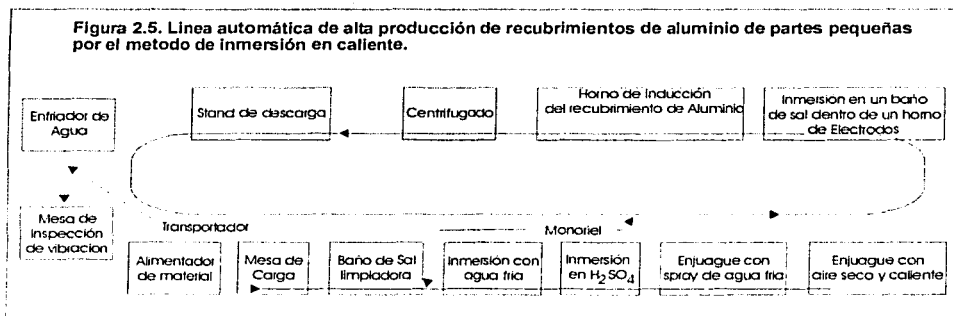 Figura 2.5. Linea automática de alta producción de recubrimientos de aluminio de partes pequeñas
por el metodo de inmersión en caliente.
Enfriador de
Agua
Stand de descarga
Centrifugado
Horno de Inducción
del recubrimento de Aluminio
Inmersión en un baño
de sal dentro de un horno
de Electrodos
Mesa de
Inspección
de vibracion
Transportador
Monoriel
Alimentador
de material
Mesa de
Carga
Baño de Sal
limpiadora
Inmersión con
agua fria
Inmersión
en H₂SO₄
Enjuague con
spray de agua fria
Enjuague con
aire seco y caliente